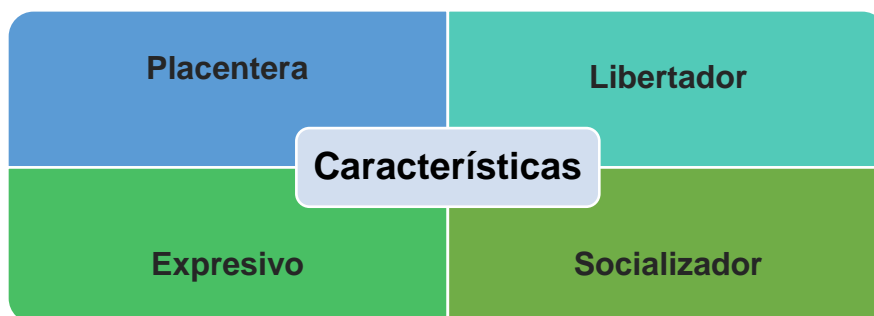 Placentera
Libertador
Características
Expresivo
Socializador